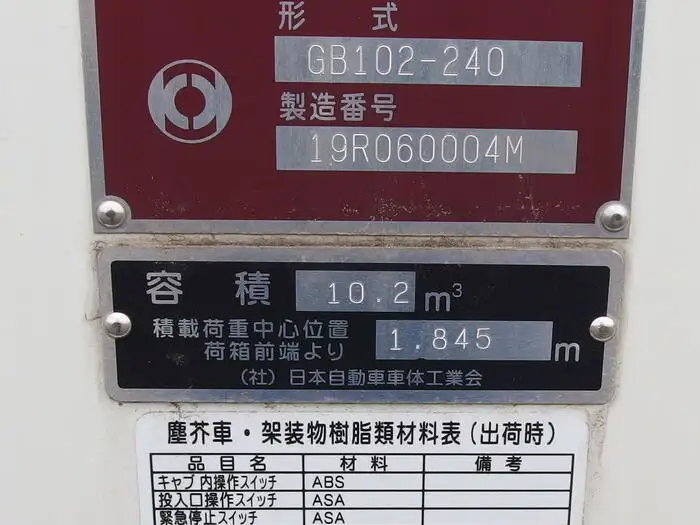 形 式
GB102-240
製造番号
19R060004M
容 積 10.2 m³
積載荷重中心位置
荷箱前端より 1.845 m
(社) 日本自動車車体工業会
塵芥車・架装物樹脂類材料表 (出荷時)
品目名 材料 備考
キャブ内操作スイッチ ABS
投入口操作スイッチ ASA
緊急停止スイッチ ASA